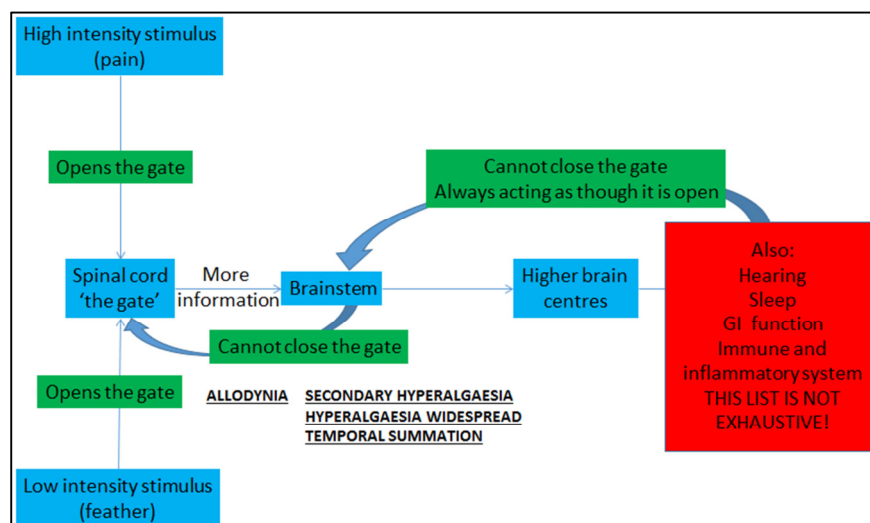 High intensity stimulus
(pain)
Opens the gate
Cannot close the gate
Always acting as though it is open
Spinal cord
‘the gate’
More
information
Brainstem
Higher brain
centres
Also:
Hearing
Sleep
GI function
Immune and
inflammatory system
THIS LIST IS NOT
EXHAUSTIVE!
Cannot close the gate
Opens the gate
ALLODYNIA SECONDARY HYPERALGAESIA
HYPERALGAESIA WIDESPREAD
TEMPORAL SUMMATION
Low intensity stimulus
(feather)